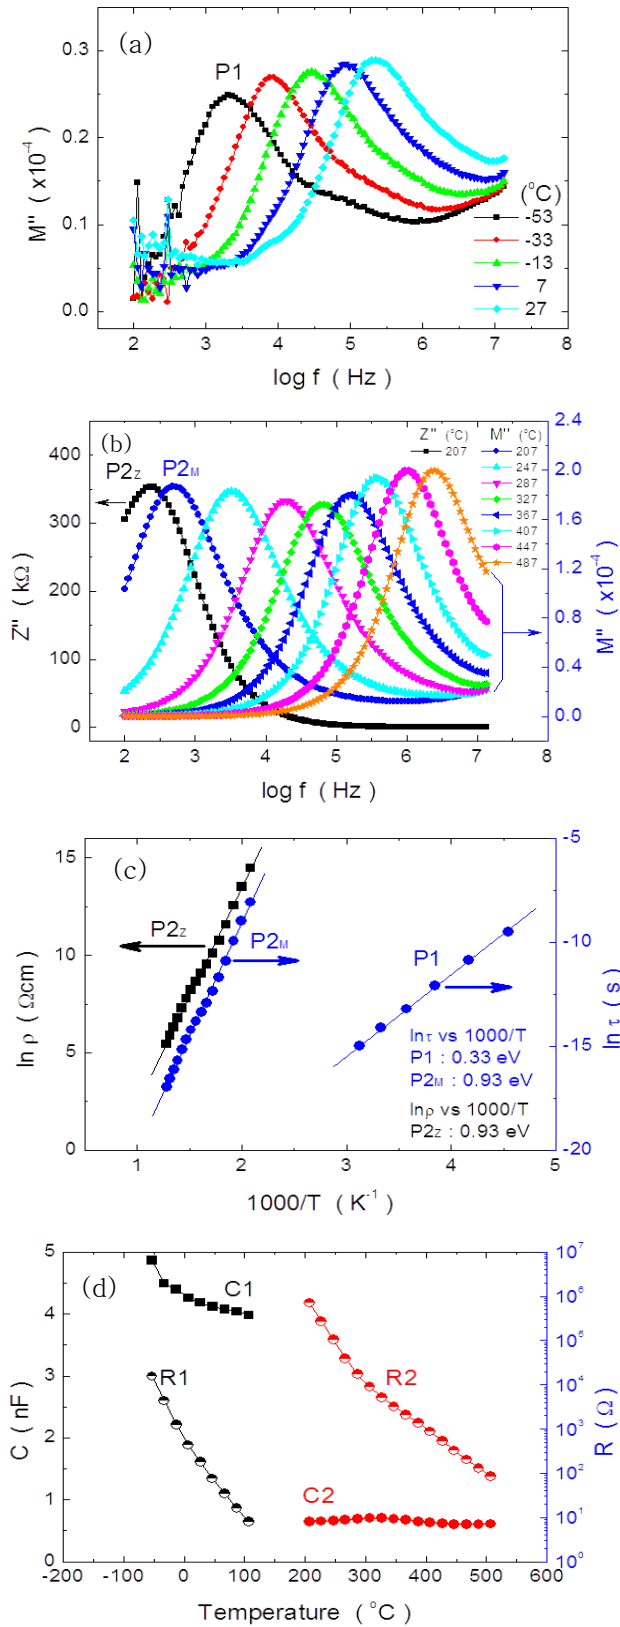 (a)
P1
0.3
0.2
0.1
0.0
M'' ( x10⁻⁴)
(°C)
-53
-33
-13
7
27
0 1 2 3 4 5 6 7 8
log f ( Hz)
(b)
P2Z
P2M
Z'' (°C)
207
M'' (°C)
207
247
287
327
367
407
447
487
400
350
300
200
100
0
Z'' ( kΩ)
2.4
2.0
1.6
1.2
0.8
0.4
0.0
M'' ( x10⁻⁴)
2 3 4 5 6 7 8
log f ( Hz)
(c)
15
10
5
0
ln ρ ( Ωcm)
P2Z
P2M
P1
lnτ vs 1000/T
P1 : 0.33 eV
P2M : 0.93 eV
lnρ vs 1000/T
P2Z : 0.93 eV
-5
-10
-15
-20
ln τ ( s)
1 2 3 4 5
1000/T ( K⁻¹)
(d)
5
4
3
2
1
0
C ( nF)
C1
R1
R2
C2
10⁷
10⁶
10⁵
10⁴
10³
10²
10¹
10⁰
R ( Ω)
-200 -100 0 100 200 300 400 500 600
Temperature ( °C)